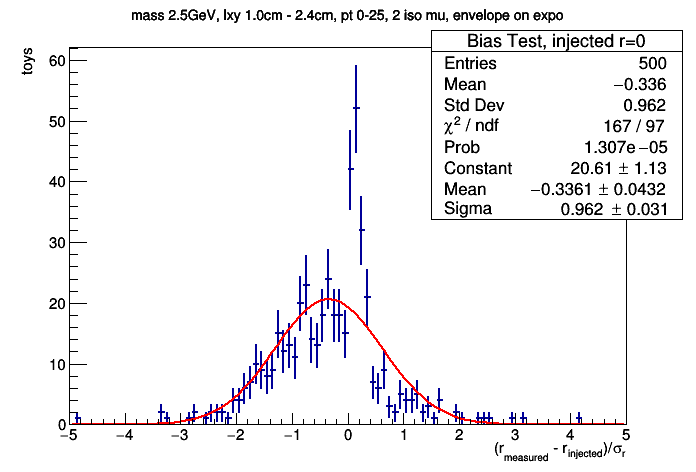 mass 2.5GeV, lxy 1.0cm - 2.4cm, pt 0-25, 2 iso mu, envelope on expo
Bias Test, injected r=0
Entries 500
Mean −0.336
Std Dev 0.962
χ² / ndf 167 / 97
Prob 1.307e−05
Constant 20.61 ± 1.13
Mean −0.3361 ± 0.0432
Sigma 0.962 ± 0.031
toys
60
50
40
30
20
10
0
−5 −4 −3 −2 −1 0 1 2 3 4 5
(r_measured - r_injected)/σ_r